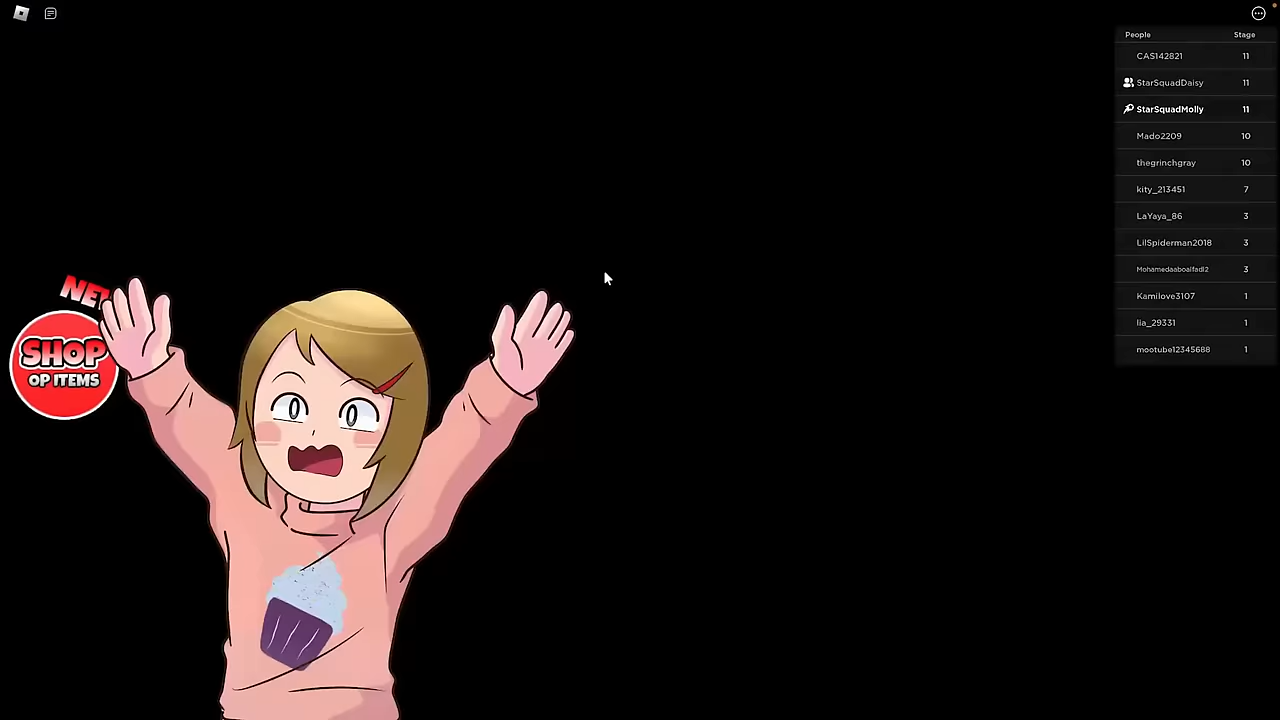 People Stage
CAS142821 11
StarSquadDaisy 11
StarSquadMolly 11
Mado2209 10
thegrinchgray 10
kity_213451 7
LaYaya_86 3
LilSpiderman2018 3
Mohamedaaboalfadl2 3
Kamilove3107 1
lia_29331 1
mootube12345688 1
SHOP
OP ITEMS